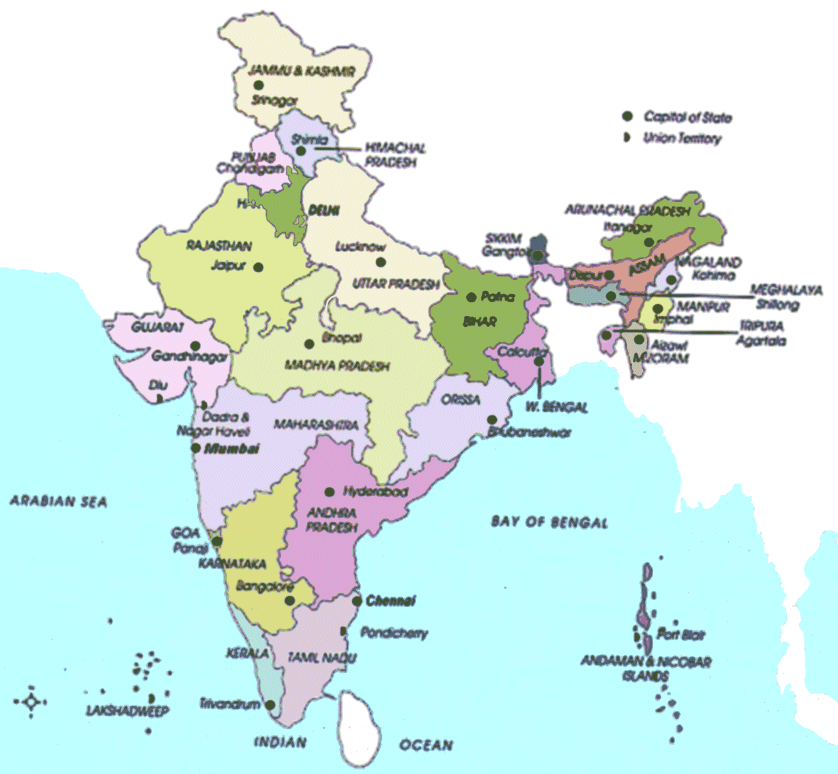 JAMMU & KASHMIR
Srinagar
Capital of State
Union Territory
Shimla
HIMACHAL
PRADESH
PUNJAB
Chandigarh
H
DELHI
ARUNACHAL PRADESH
Itanagar
SIKKIM
Gangtok
RAJASTHAN
Jaipur
Lucknow
UTTAR PRADESH
Dispur
ASSAM
NAGALAND
Kohima
MEGHALAYA
Shillong
Patna
BIHAR
MANIPUR
Imphal
TRIPURA
Agartala
GUJARAT
Gandhinagar
Bhopal
MADHYA PRADESH
Calcutta
Aizawl
MIZORAM
Diu
Dadra &
Nagar Haveli
MAHARASHTRA
ORISSA
W. BENGAL
Bhubaneshwar
Mumbai
Hyderabad
ANDHRA
PRADESH
ARABIAN SEA
BAY OF BENGAL
GOA
Panaji
KARNATAKA
Bangalore
Chennai
Pondicherry
Port Blair
ANDAMAN & NICOBAR
ISLANDS
KERALA
TAMIL NADU
Trivandrum
LAKSHADWEEP
INDIAN OCEAN